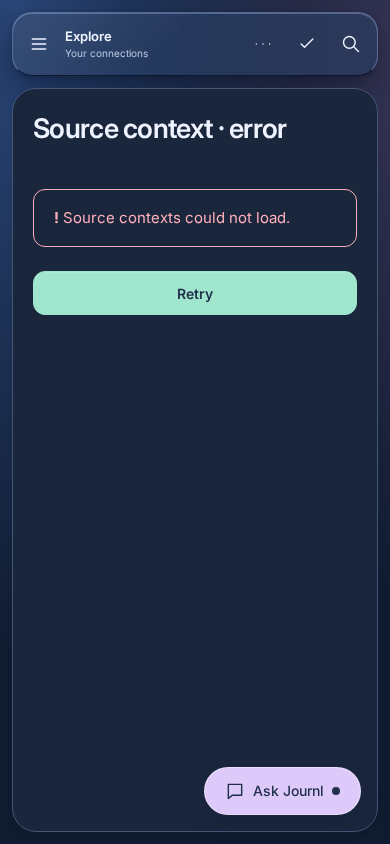 Explore
Your connections
Source context · error
! Source contexts could not load.
Retry
Ask Journl